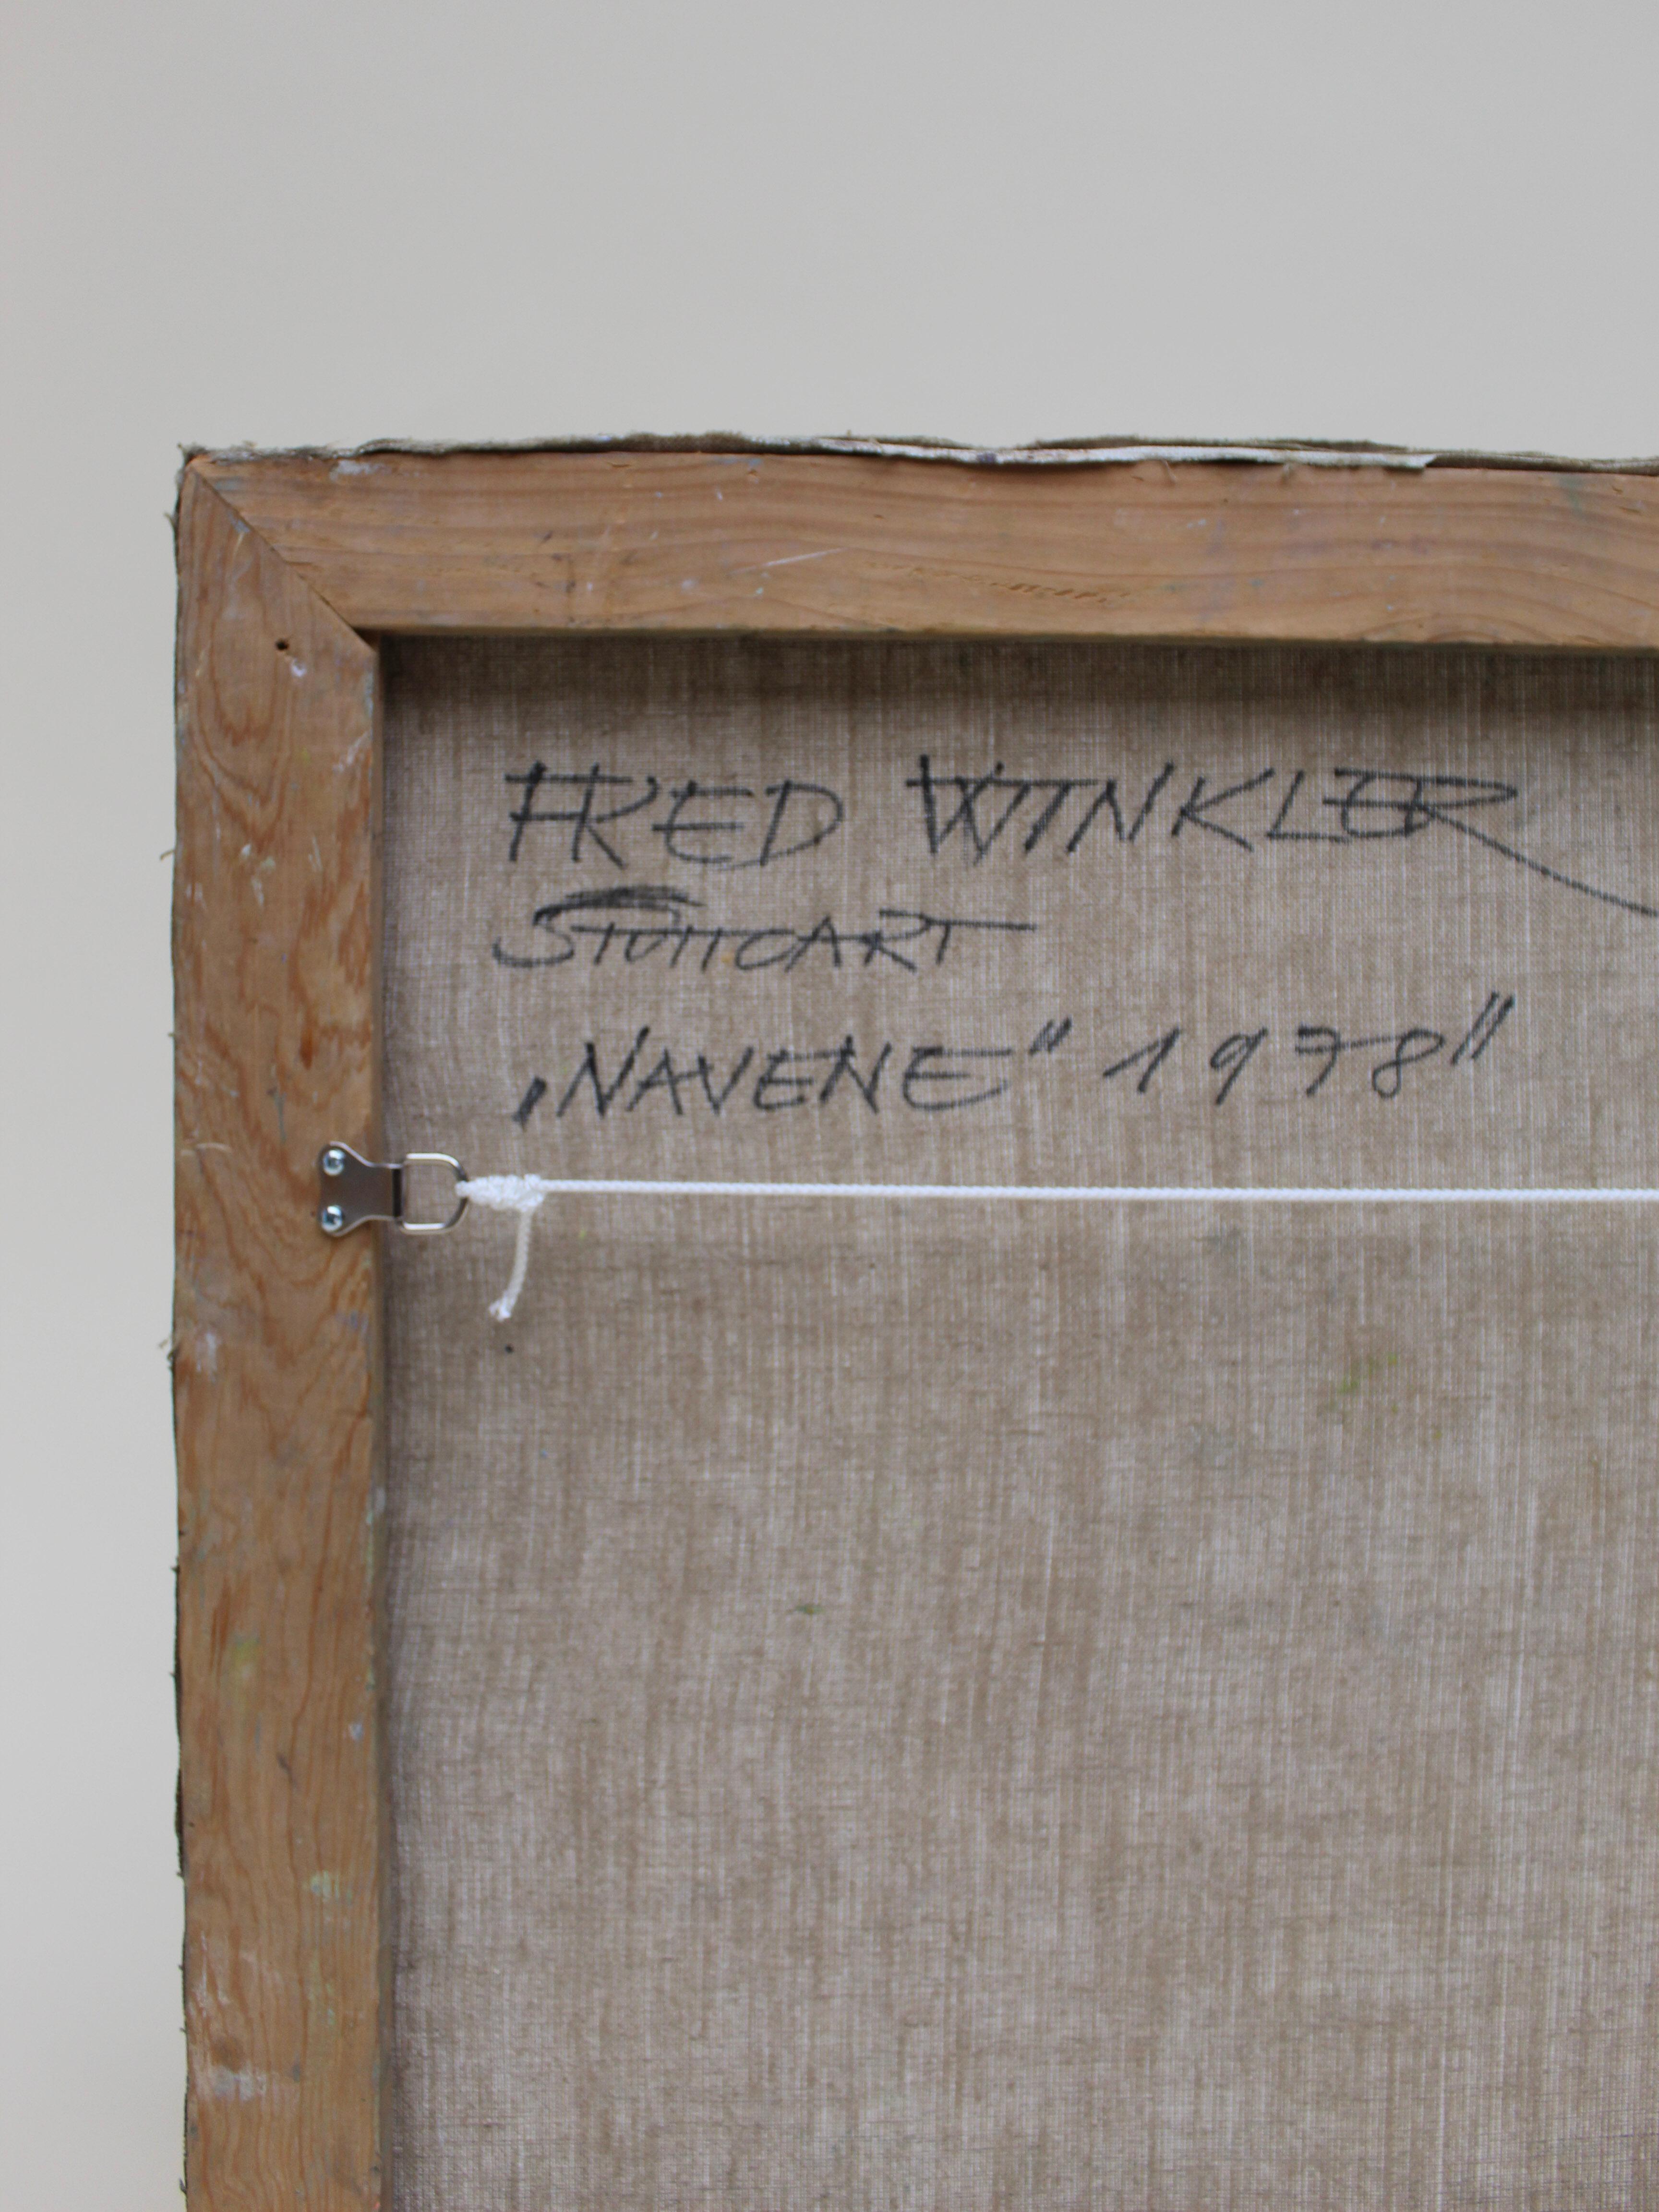 FRED WINKLER
STUTTGART
„NAVENE" 1978"